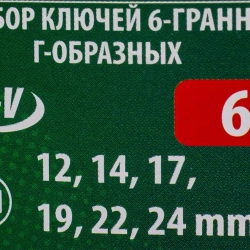 БОР КЛЮЧЕЙ 6-ГРАНН
Г-ОБРАЗНЫХ
-V
6
12, 14, 17,
19, 22, 24 mm